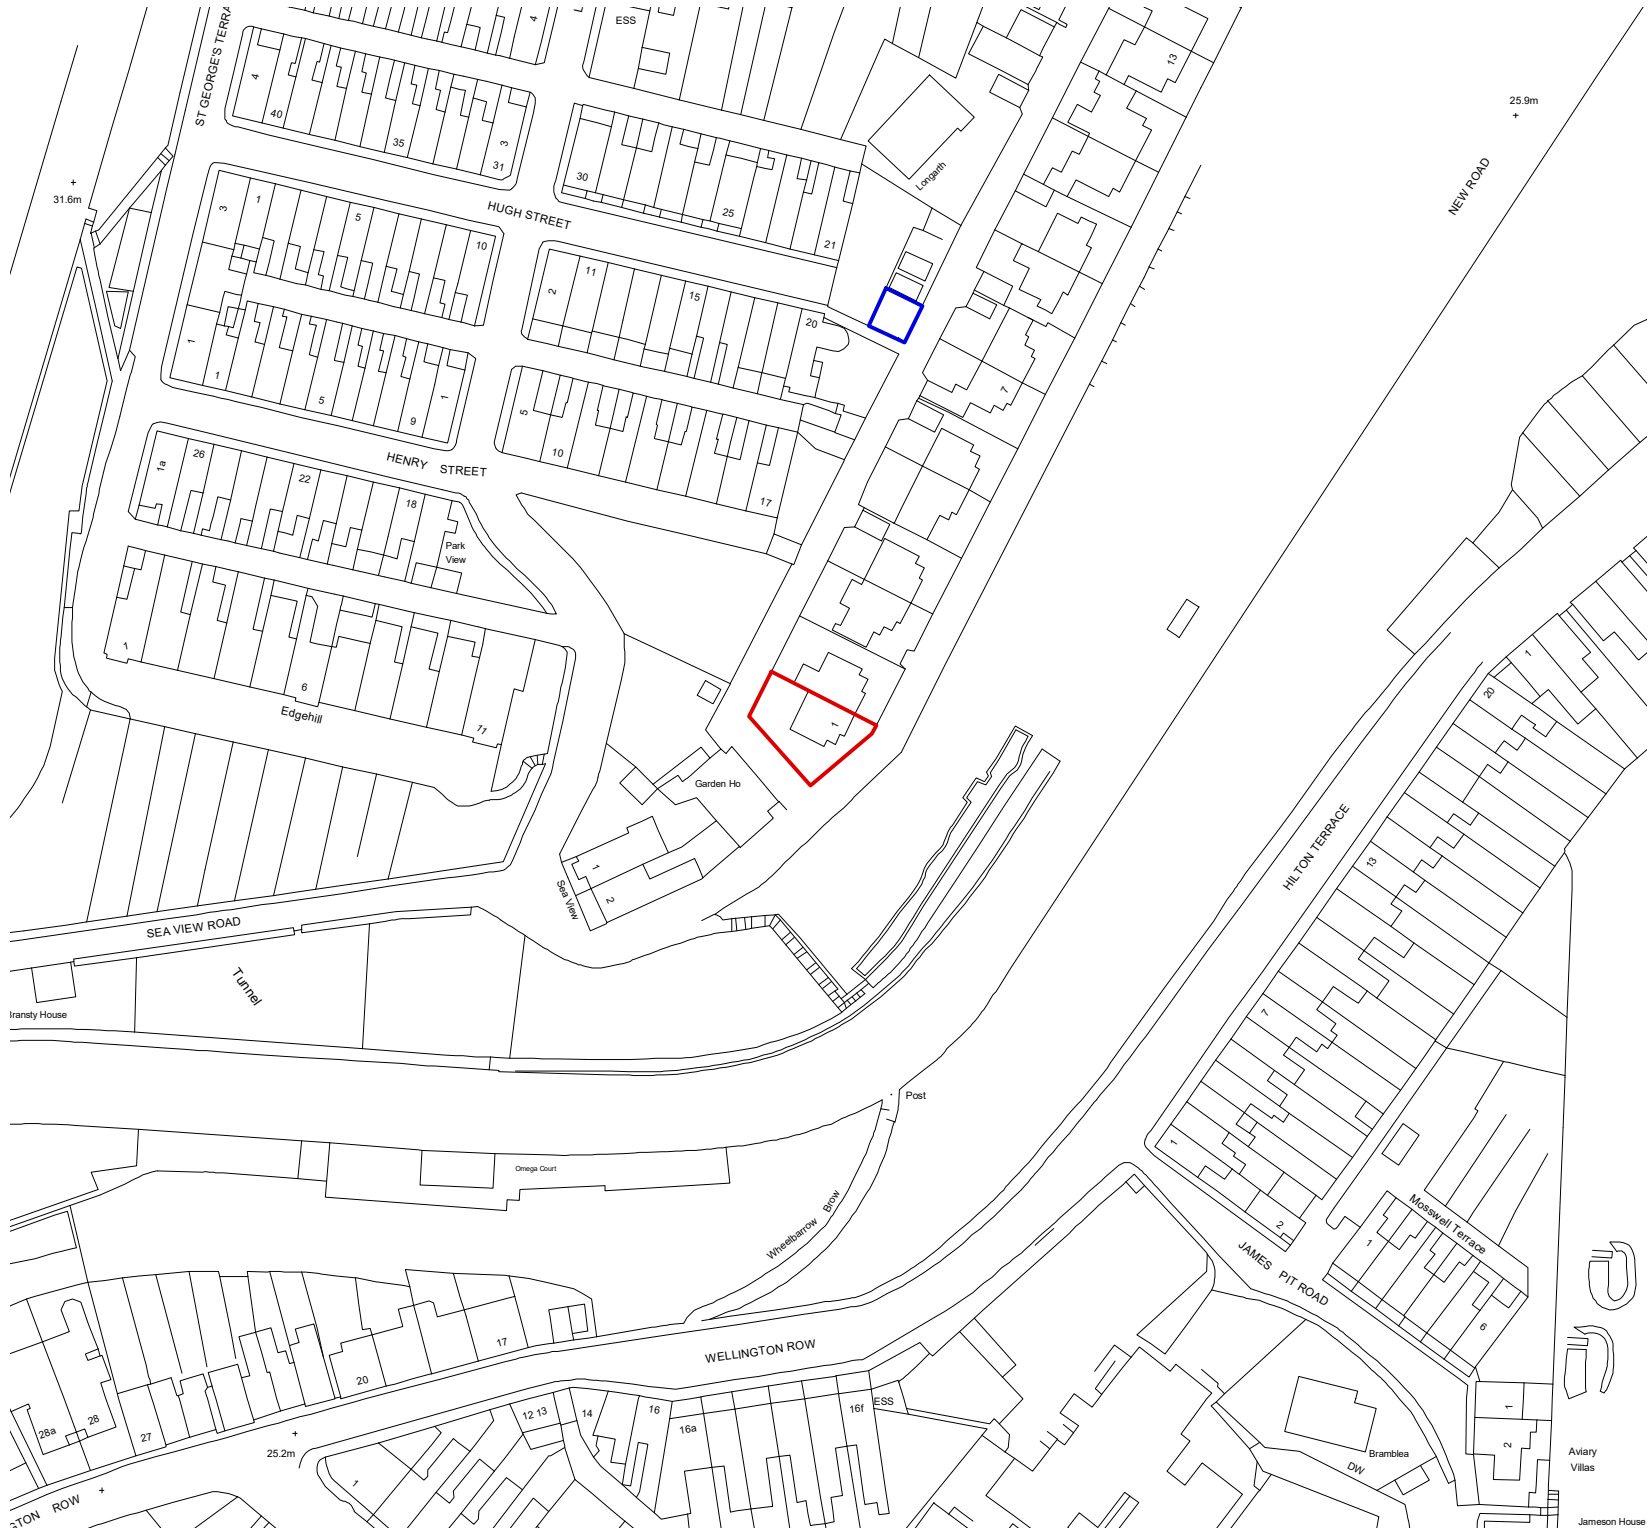 ESS
4
13
ST GEORGE'S TERRA
4
40
35
3
31
25.9m
+
NEW ROAD
30
25
21
Longarth
+
31.6m
3
1
5
10
HUGH STREET
2
11
15
20
1
1
5
9
1
5
10
17
7
HENRY STREET
1a
26
22
18
Park
View
7
6
11
Edgehill
1
Garden Ho
1
2
Sea View
SEA VIEW ROAD
Tunnel
Bransty House
1
20
13
7
1
2
HILTON TERRACE
Post
Omega Court
Wheelbarrow Brow
Mosswell Terrace
1
6
JAMES PIT ROAD
WELLINGTON ROW
17
20
27
28
28a
25.2m
+
GTON ROW
+
1
12 13
14
16
16a
16f
ESS
Bramblea
DW
1
2
Aviary
Villas
Jameson House